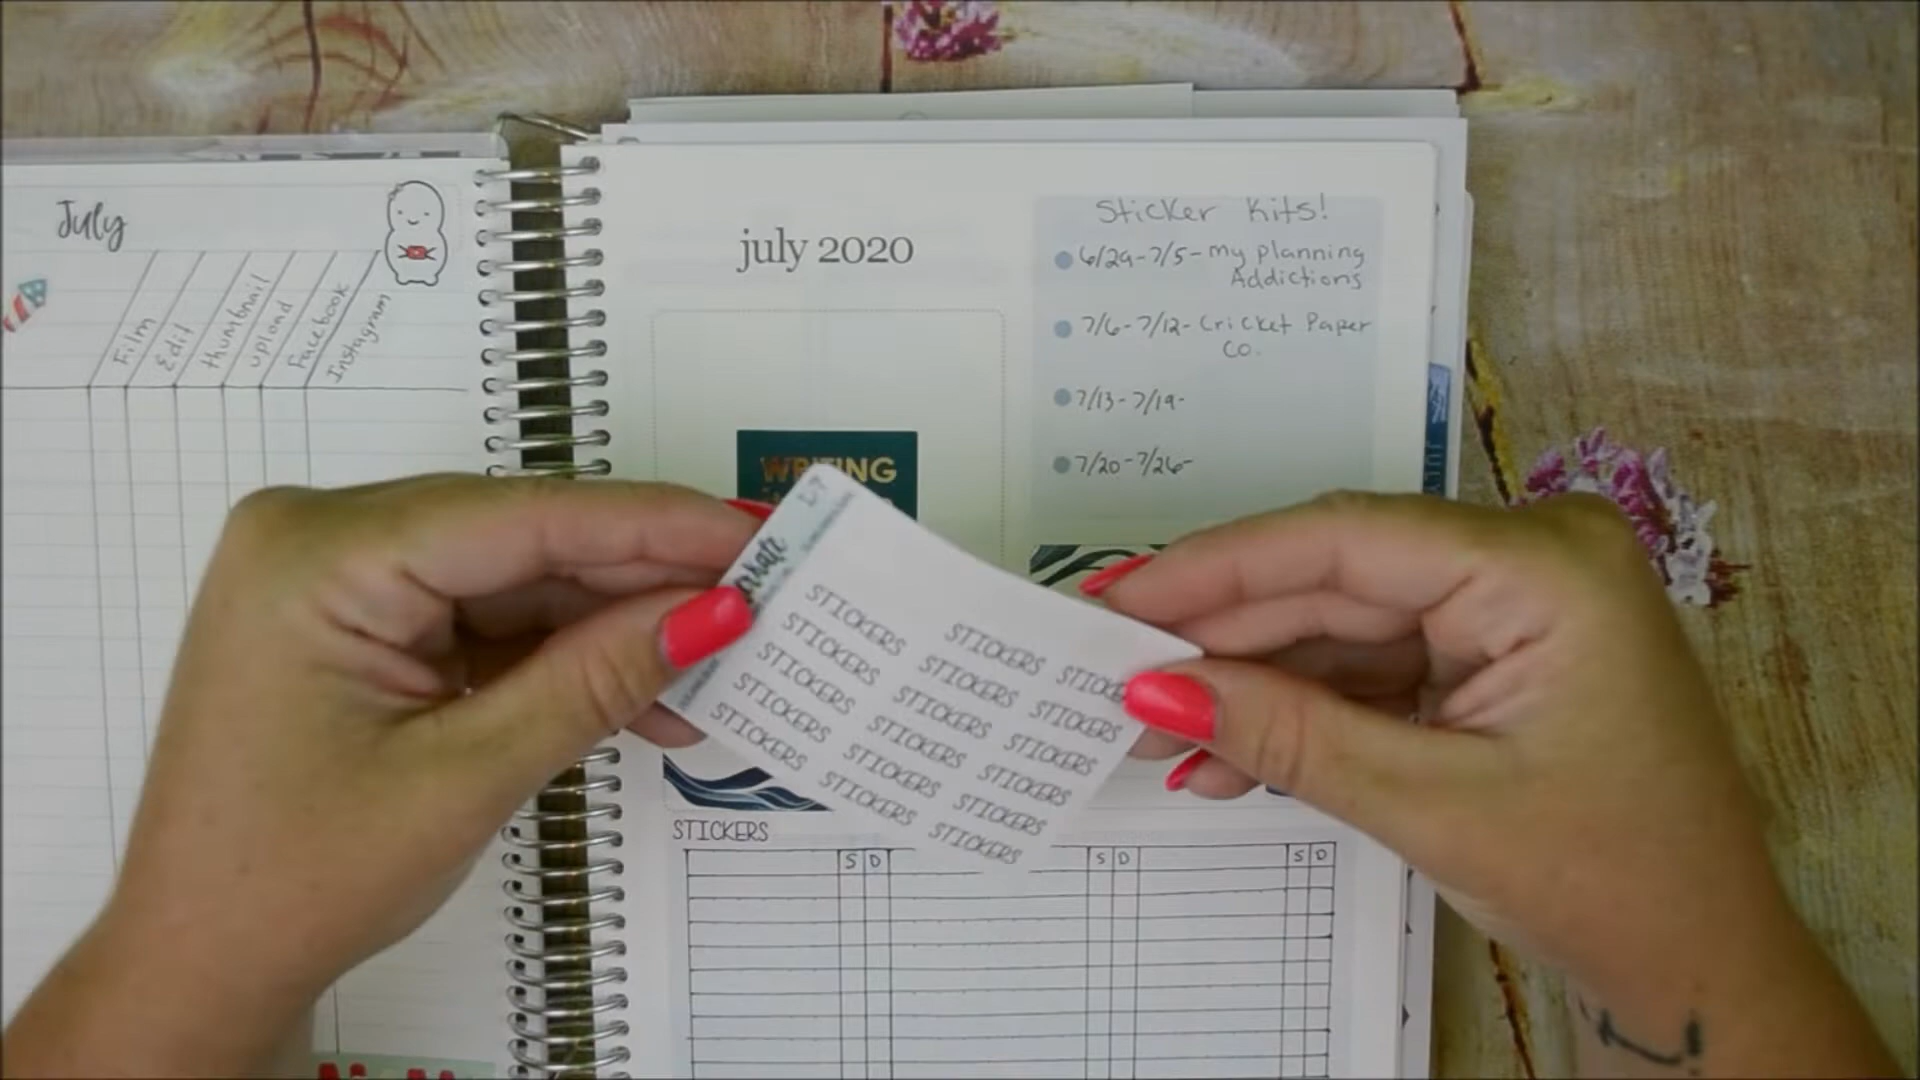 July
Film
Edit
thumbnail
upload
Facebook
Instagram
july 2020
Sticker Kits!
6/29-7/5- my planning
Addictions
7/6-7/12- Cricket Paper
Co.
7/13-7/19-
7/20-7/26-
WRITING
STICKERS STICKERS
STICKERS STICKERS STICKERS
STICKERS STICKERS STICKERS
STICKERS STICKERS STICKERS
STICKERS STICKERS STICKERS
STICKERS STICKERS
STICKERS
S D S D S D